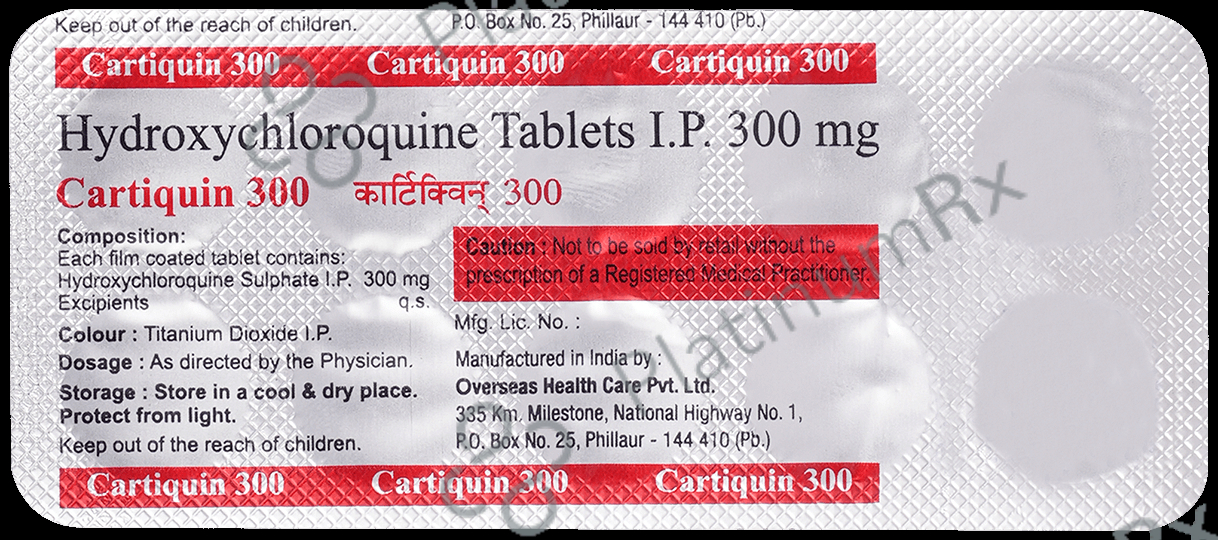 Keep out of the reach of children.
P.O. Box No. 25, Phillaur - 144 410 (Pb.)
Cartiquin 300 Cartiquin 300 Cartiquin 300
Hydroxychloroquine Tablets I.P. 300 mg
Cartiquin 300 कार्टिक्विन् 300
Composition:
Each film coated tablet contains:
Hydroxychloroquine Sulphate I.P. 300 mg
Excipients q.s.
Colour : Titanium Dioxide I.P.
Dosage : As directed by the Physician.
Storage : Store in a cool & dry place.
Protect from light.
Keep out of the reach of children.
Caution : Not to be sold by retail without the
prescription of a Registered Medical Practitioner
Mfg. Lic. No. :
Manufactured in India by :
Overseas Health Care Pvt. Ltd.
335 Km. Milestone, National Highway No. 1,
P.O. Box No. 25, Phillaur - 144 410 (Pb.)
Cartiquin 300 Cartiquin 300 Cartiquin 300
PlatinumRx